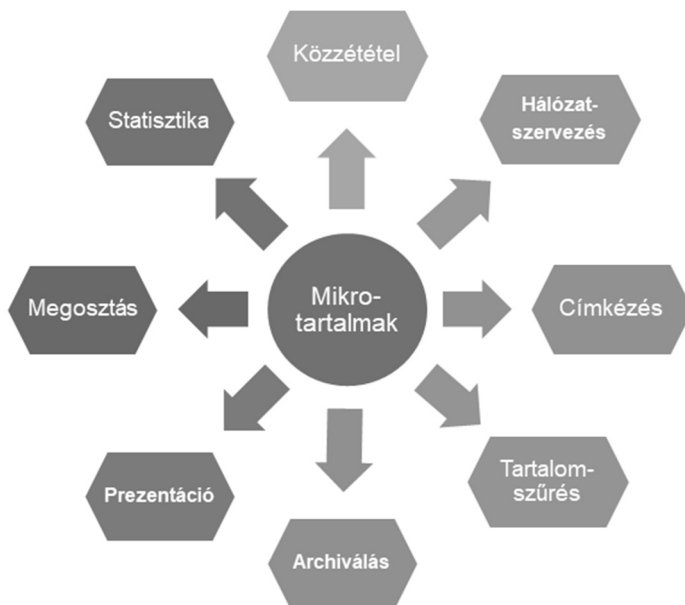 Közzététel
Statisztika
Hálózat-
szervezés
Megosztás
Mikro-
tartalmak
Címkézés
Prezentáció
Tartalom-
szűrés
Archiválás